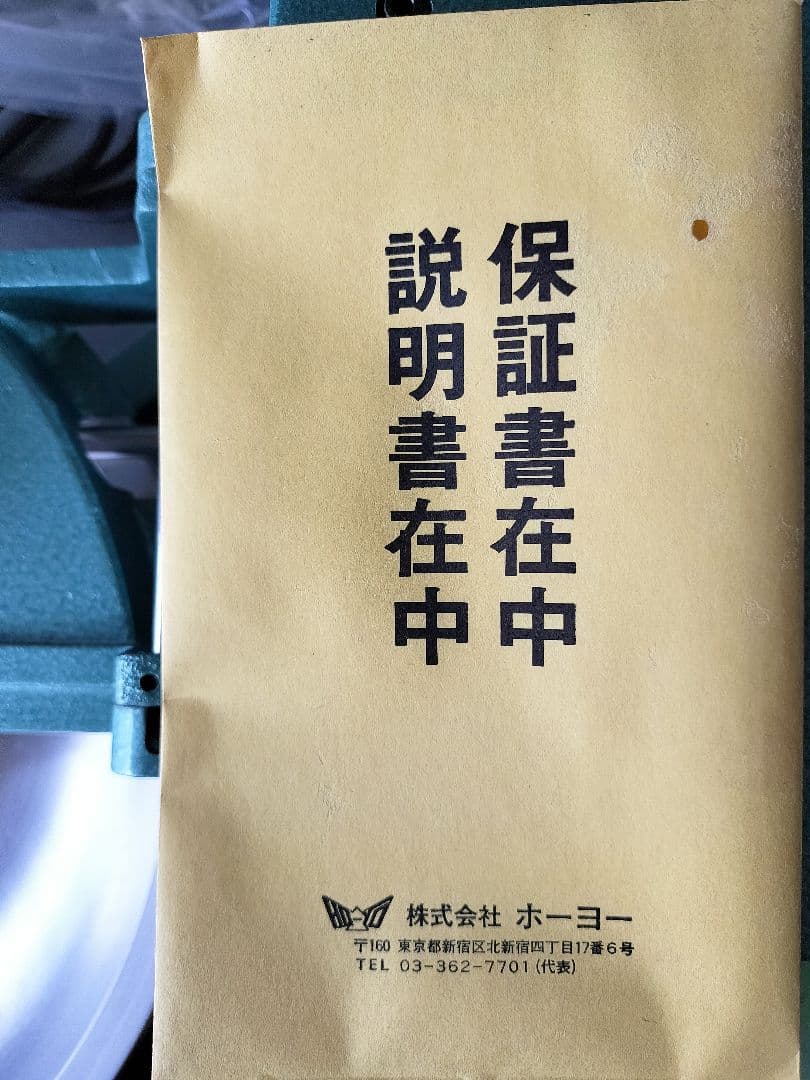 保証書在中
説明書在中
HO-YO 株式会社 ホーヨー
〒160 東京都新宿区北新宿四丁目17番6号
TEL 03-362-7701(代表)